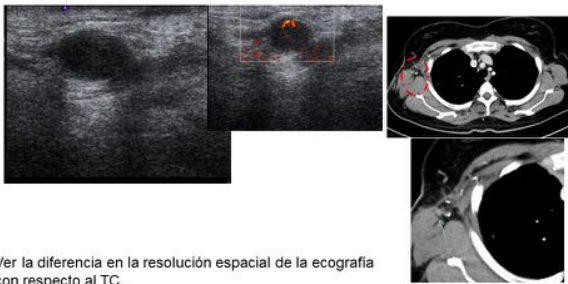 Ver la diferencia en la resolución espacial de la ecografía
con respecto al TC.